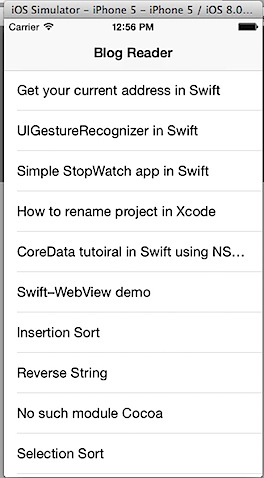 iOS Simulator – iPhone 5 – iPhone 5 / iOS 8.0...
Carrier 12:56 PM
Blog Reader
Get your current address in Swift
UIGestureRecognizer in Swift
Simple StopWatch app in Swift
How to rename project in Xcode
CoreData tutoiral in Swift using NS...
Swift–WebView demo
Insertion Sort
Reverse String
No such module Cocoa
Selection Sort